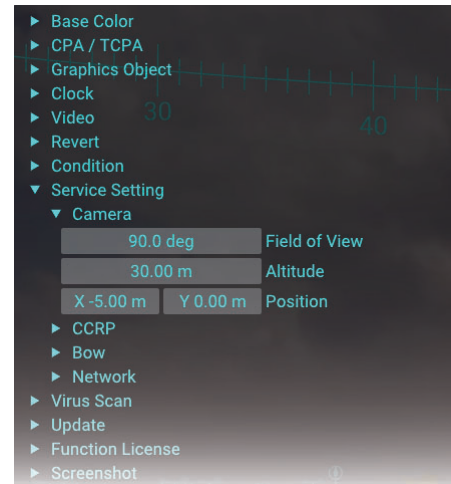 Base Color
CPA / TCPA
Graphics Object
Clock
30
Video
40
Revert
Condition
Service Setting
Camera
90.0 deg Field of View
30.00 m Altitude
X -5.00 m Y 0.00 m Position
CCRP
Bow
Network
Virus Scan
Update
Function License
Screenshot